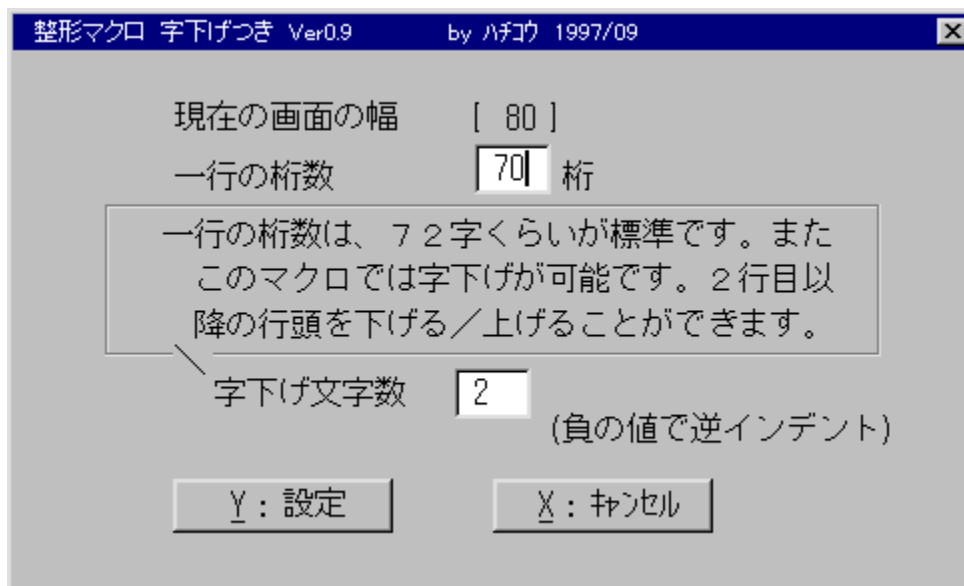 整形マクロ 字下げつき Ver0.9 by ﾊﾁｺｳ 1997/09
現在の画面の幅 [ 80 ]
一行の桁数 70 桁
一行の桁数は、７２字くらいが標準です。また
このマクロでは字下げが可能です。２行目以
降の行頭を下げる／上げることができます。
字下げ文字数 2
(負の値で逆インデント)
Y：設定 X：ｷｬﾝｾﾙ